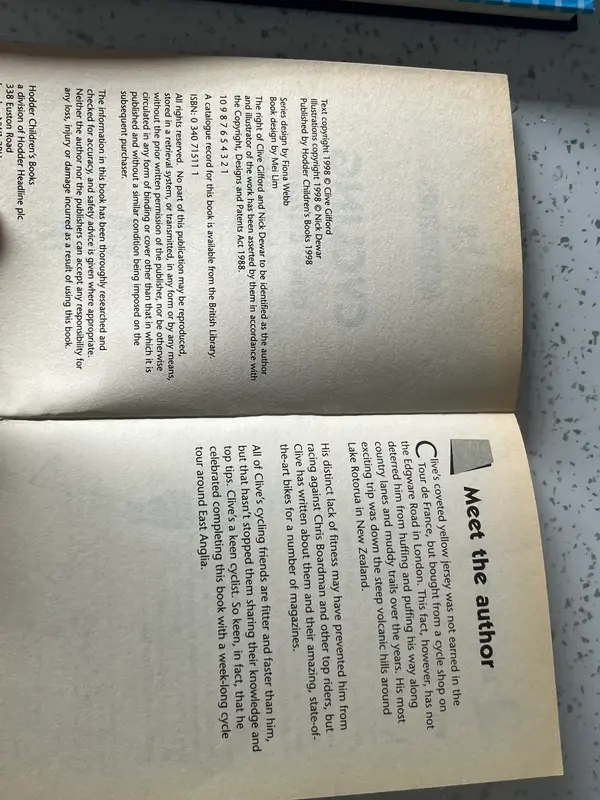 Text copyright 1998 © Clive Gifford
Illustrations copyright 1998 © Nick Dewar
Published by Hodder Children's Books 1998
Series design by Fiona Webb
Book design by Mei Lim
The right of Clive Gifford and Nick Dewar to be identified as the author
and illustrator of the work has been asserted by them in accordance with
the Copyright, Designs and Patents Act 1988.
10 9 8 7 6 5 4 3 2 1
A catalogue record for this book is available from the British Library.
ISBN: 0 340 71511 1
All rights reserved. No part of this publication may be reproduced,
stored in a retrieval system, or transmitted, in any form or by any means,
without the prior written permission of the publisher, nor be otherwise
circulated in any form of binding or cover other than that in which it is
published and without a similar condition being imposed on the
subsequent purchaser.
The information in this book has been thoroughly researched and
checked for accuracy, and safety advice is given where appropriate.
Neither the author nor the publishers can accept any responsibility for
any loss, injury or damage incurred as a result of using this book.
Hodder Children's Books
a division of Hodder Headline plc
338 Euston Road
Meet the author
Clive's coveted yellow jersey was not earned in the
Tour de France, but bought from a cycle shop on
the Edgware Road in London. This fact, however, has not
deterred him from huffing and puffing his way along
country lanes and muddy trails over the years. His most
exciting trip was down the steep volcanic hills around
Lake Rotorua in New Zealand.
His distinct lack of fitness may have prevented him from
racing against Chris Boardman and other top riders, but
Clive has written about them and their amazing, state-of-
the-art bikes for a number of magazines.
All of Clive's cycling friends are fitter and faster than him,
but that hasn't stopped them sharing their knowledge and
top tips. Clive's a keen cyclist. So keen, in fact, that he
celebrated completing this book with a week-long cycle
tour around East Anglia.